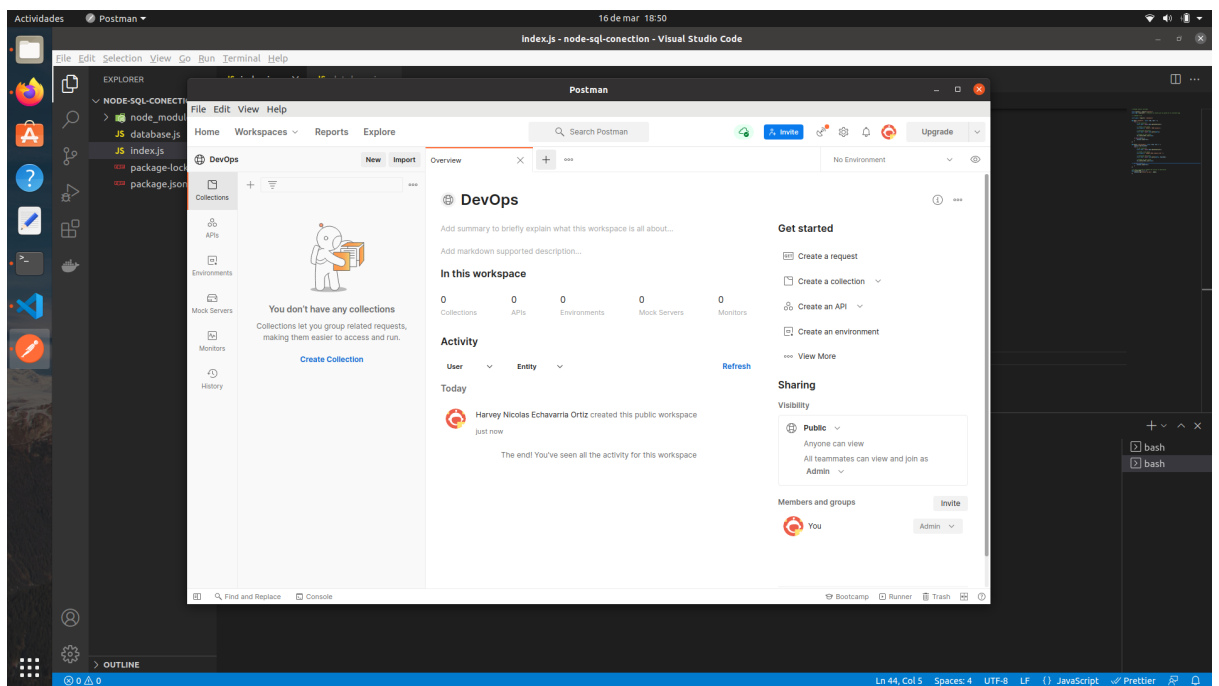 Actividades Postman 16 de mar 18:50
index.js - node-sql-conection - Visual Studio Code
File Edit Selection View Go Run Terminal Help
EXPLORER
NODE-SQL-CONECTI
node_modul
JS database.js
JS index.js
package-lock
package.json
OUTLINE
Postman
File Edit View Help
Home Workspaces Reports Explore Search Postman Invite Upgrade
DevOps New Import Overview No Environment
Collections
APIs
Environments
Mock Servers
Monitors
History
You don't have any collections
Collections let you group related requests,
making them easier to access and run.
Create Collection
DevOps
Add summary to briefly explain what this workspace is all about...
Add markdown supported description...
In this workspace
0 0 0 0 0
Collections APIs Environments Mock Servers Monitors
Activity
User Entity Refresh
Today
Harvey Nicolas Echavarria Ortiz created this public workspace
just now
The end! You've seen all the activity for this workspace
Get started
GET Create a request
Create a collection
Create an API
Create an environment
View More
Sharing
Visibility
Public
Anyone can view
All teammates can view and join as
Admin
Members and groups Invite
You Admin
Find and Replace Console Bootcamp Runner Trash
bash
bash
0 0 Ln 44, Col 5 Spaces: 4 UTF-8 LF {} JavaScript Prettier